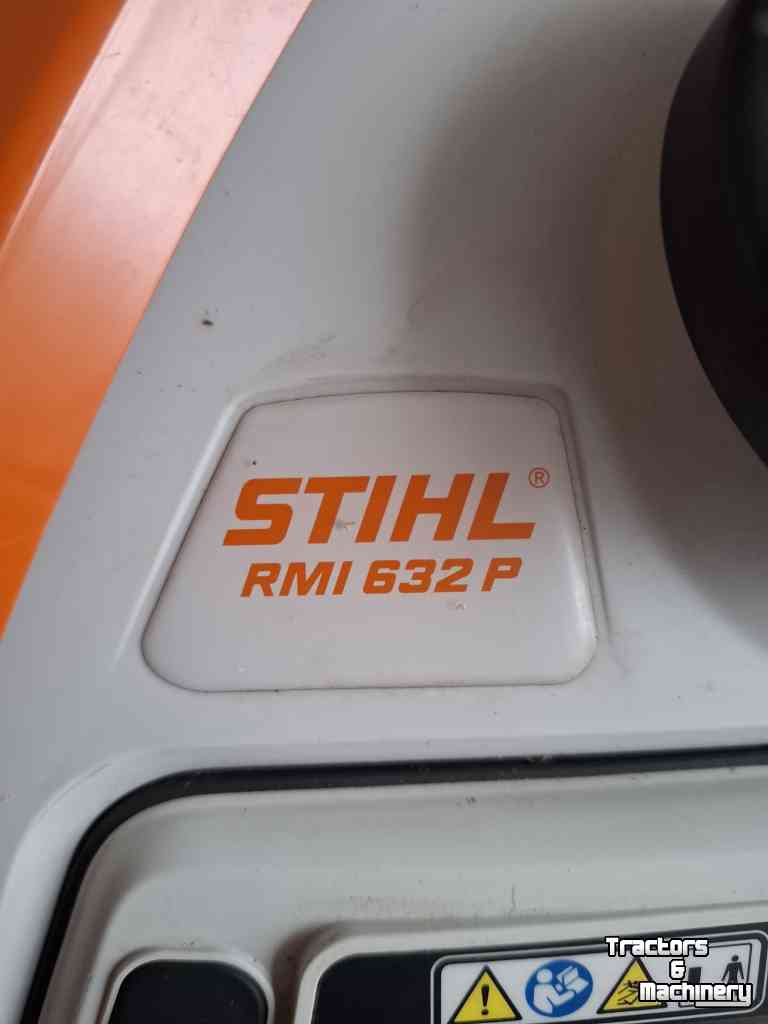 STIHL®
RMI 632 P
Tractors
&
Machinery